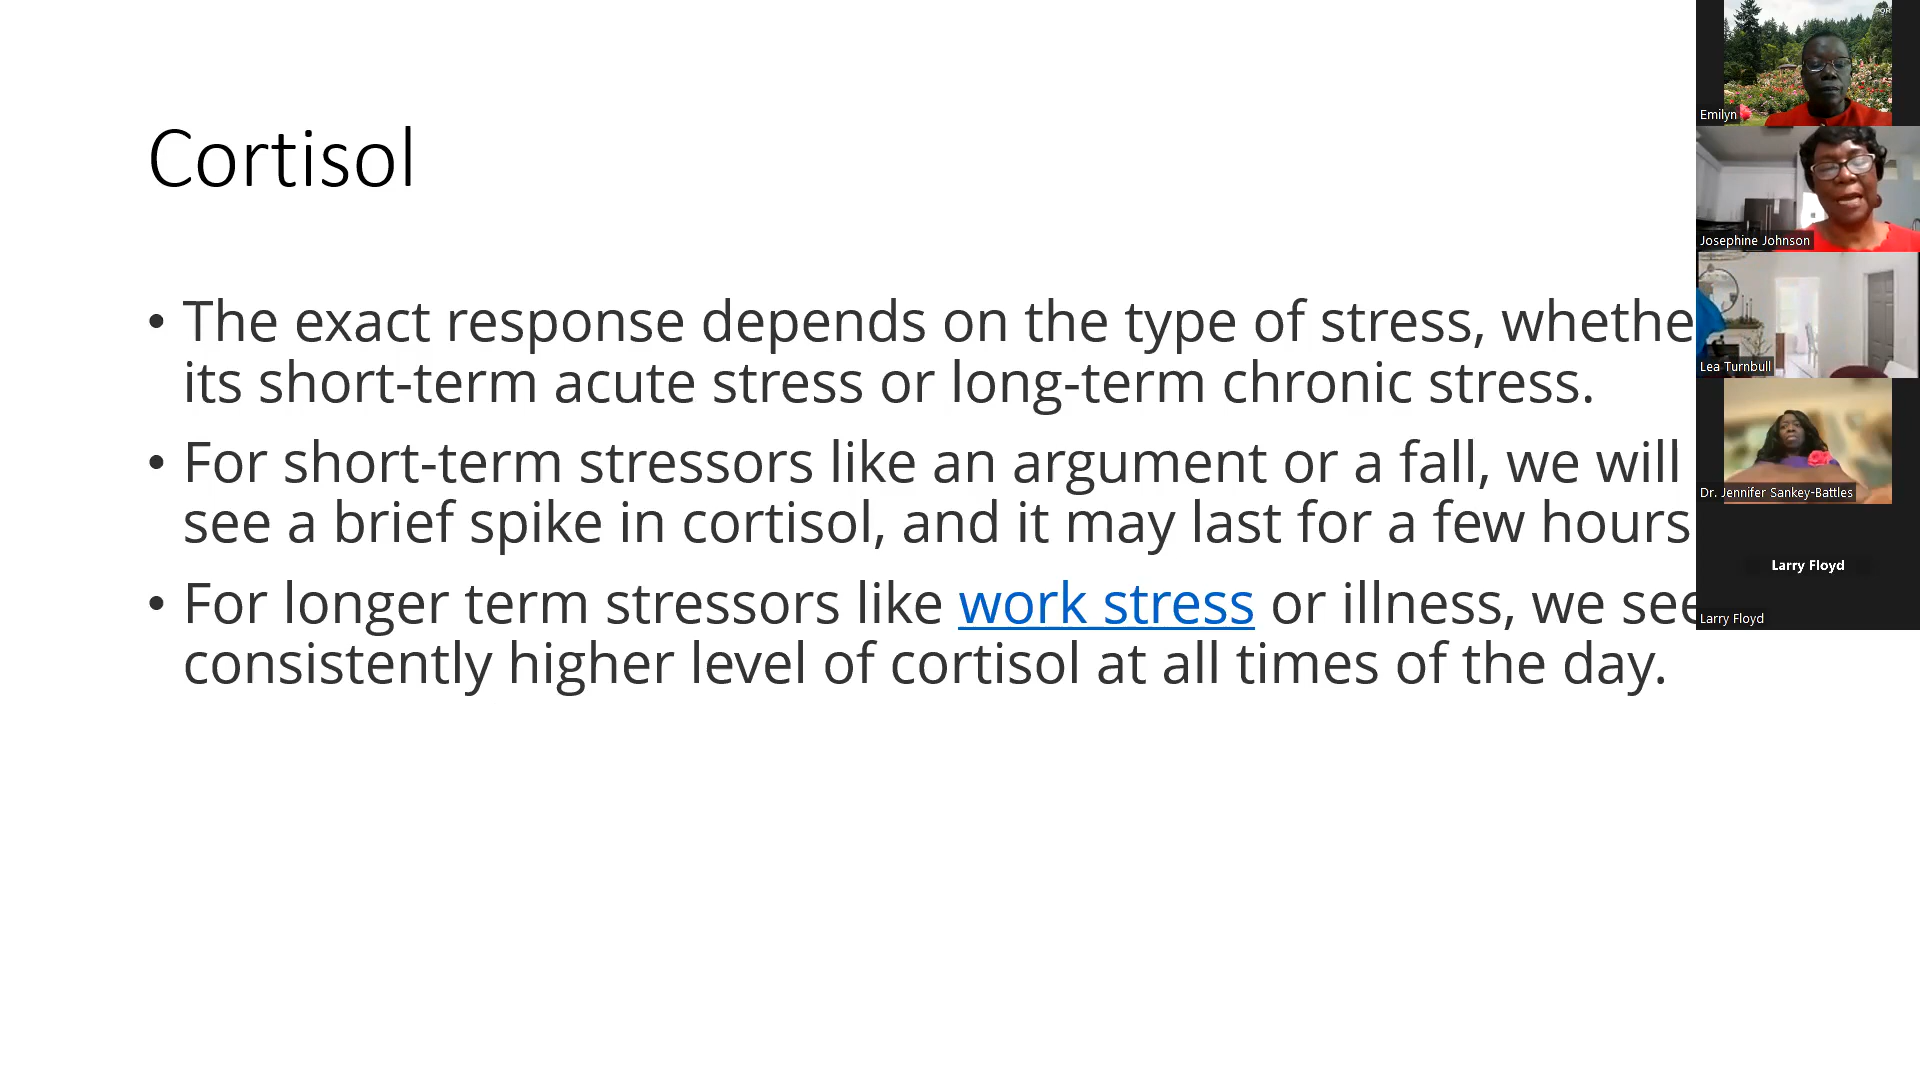 Cortisol
• The exact response depends on the type of stress, whethe
its short-term acute stress or long-term chronic stress.
• For short-term stressors like an argument or a fall, we will
see a brief spike in cortisol, and it may last for a few hours
• For longer term stressors like work stress or illness, we see
consistently higher level of cortisol at all times of the day.
Emilyn
Josephine Johnson
Lea Turnbull
Dr. Jennifer Sankey-Battles
Larry Floyd
Larry Floyd